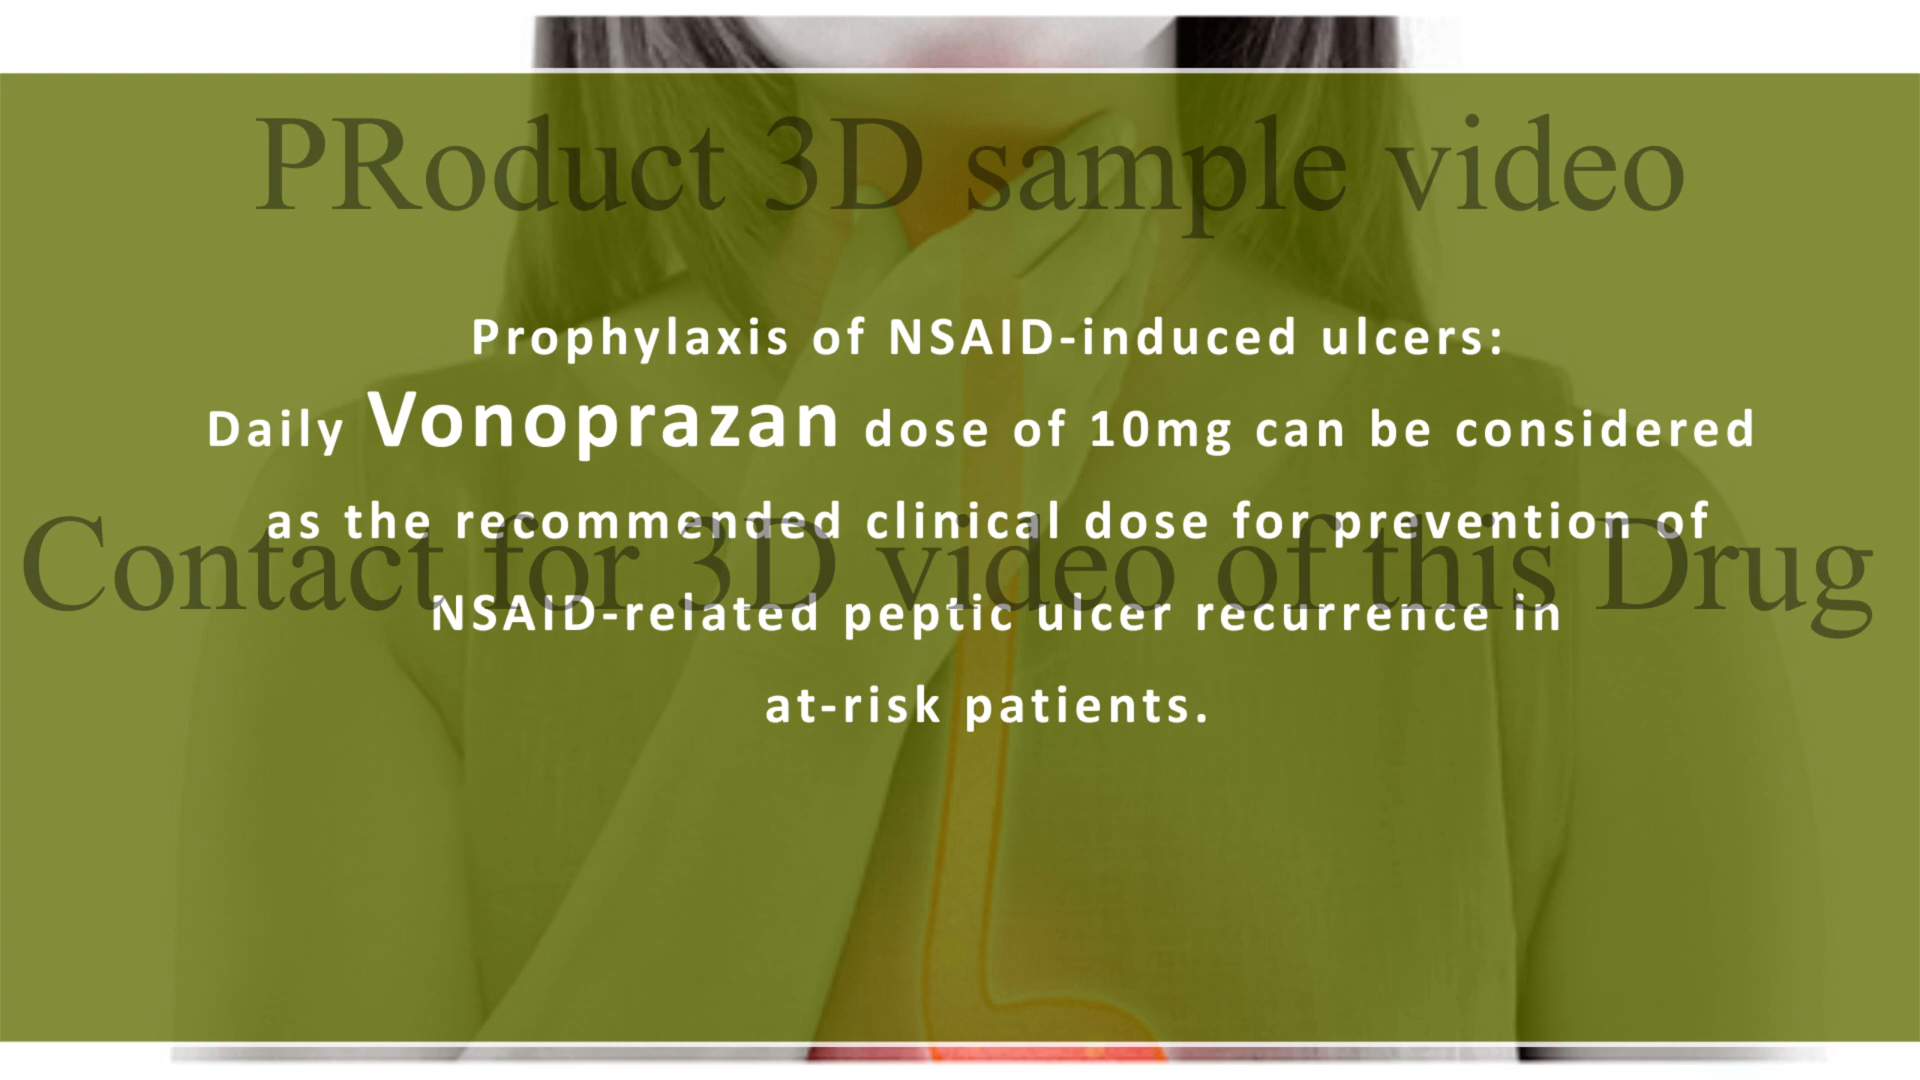 PRoduct 3D sample video
Prophylaxis of NSAID-induced ulcers:
Daily Vonoprazan dose of 10mg can be considered
as the recommended clinical dose for prevention of
Contact for 3D video of this Drug
NSAID-related peptic ulcer recurrence in
at-risk patients.